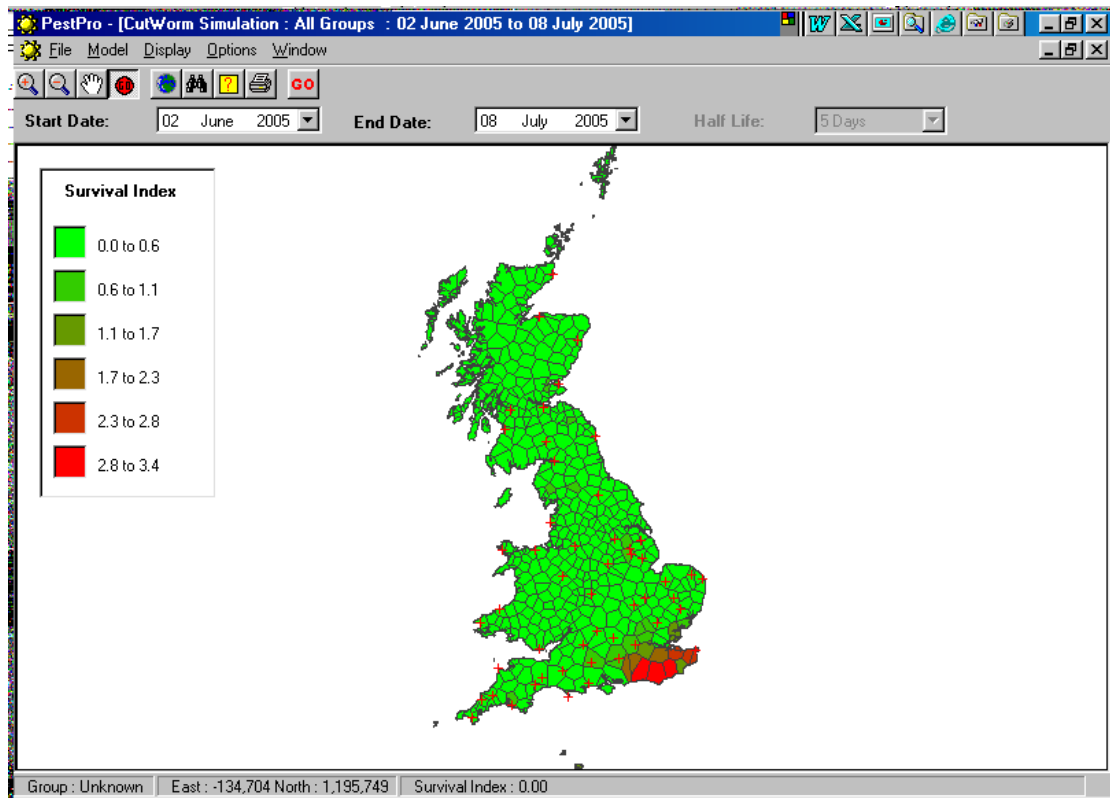 PestPro - [CutWorm Simulation : All Groups : 02 June 2005 to 08 July 2005]
File Model Display Options Window
GO
Start Date: 02 June 2005 End Date: 08 July 2005 Half Life: 5 Days
Survival Index
0.0 to 0.6
0.6 to 1.1
1.1 to 1.7
1.7 to 2.3
2.3 to 2.8
2.8 to 3.4
Group : Unknown East : -134,704 North : 1,195,749 Survival Index : 0.00